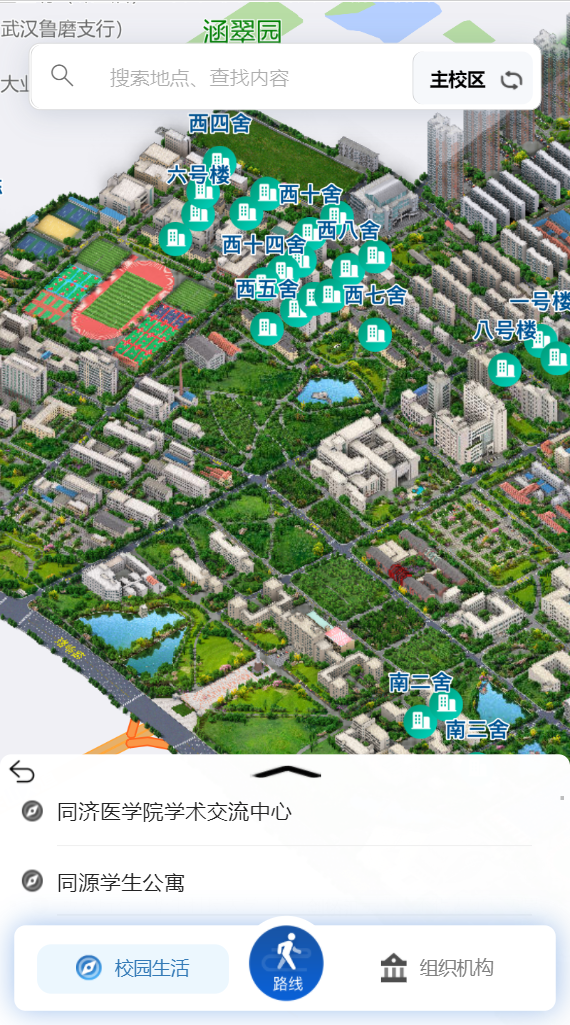 武汉鲁磨支行）
涵翠园
大业
搜索地点、查找内容
主校区
西四舍
六号楼
西十舍
西八舍
西十四舍
西五舍
西七舍
一号楼
八号楼
南二舍
南三舍
同济医学院学术交流中心
同源学生公寓
校园生活
路线
组织机构